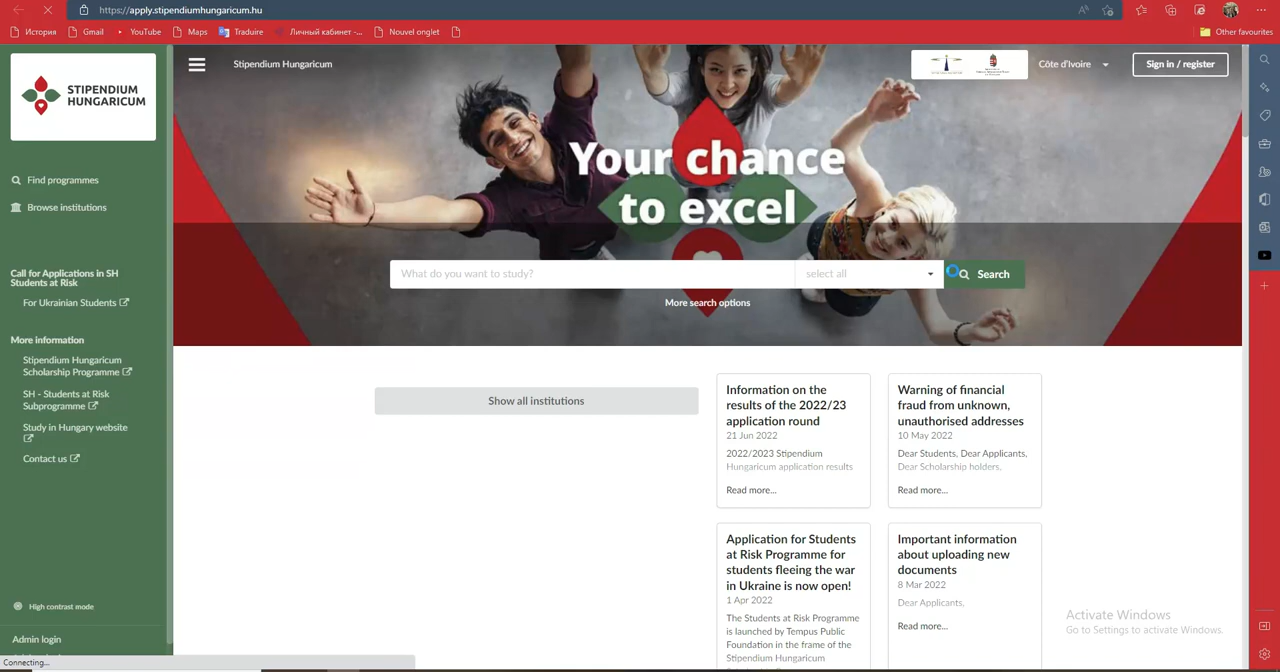 https://apply.stipendiumhungaricum.hu
История
Gmail
YouTube
Maps
Traduire
Личный кабинет -...
Nouvel onglet
Other favourites
STIPENDIUM
HUNGARICUM
Stipendium Hungaricum
Côte d'Ivoire
Sign in / register
Find programmes
Browse institutions
Call for Applications in SH
Students at Risk
For Ukrainian Students
More information
Stipendium Hungaricum
Scholarship Programme
SH - Students at Risk
Subprogramme
Study in Hungary website
Contact us
High contrast mode
Admin login
Connecting...
Your chance
to excel
What do you want to study?
select all
Search
More search options
Show all institutions
Information on the
results of the 2022/23
application round
21 Jun 2022
2022/2023 Stipendium
Hungaricum application results
Read more...
Warning of financial
fraud from unknown,
unauthorised addresses
10 May 2022
Dear Students, Dear Applicants,
Dear Scholarship holders,
Read more...
Application for Students
at Risk Programme for
students fleeing the war
in Ukraine is now open!
1 Apr 2022
The Students at Risk Programme
is launched by Tempus Public
Foundation in the frame of the
Stipendium Hungaricum
Important information
about uploading new
documents
8 Mar 2022
Dear Applicants,
Read more...
Activate Windows
Go to Settings to activate Windows.